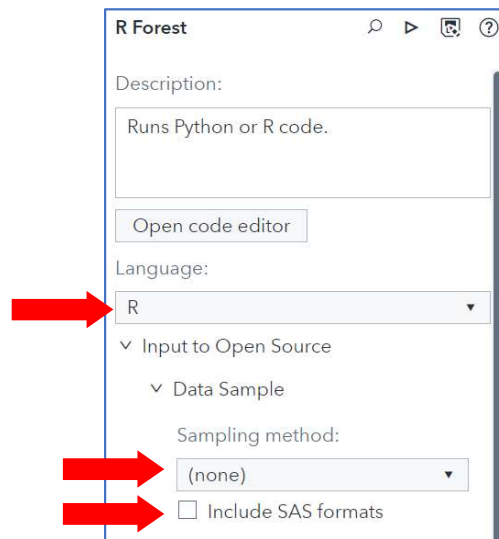 R Forest
Description:
Runs Python or R code.
Open code editor
Language:
R
Input to Open Source
Data Sample
Sampling method:
(none)
Include SAS formats